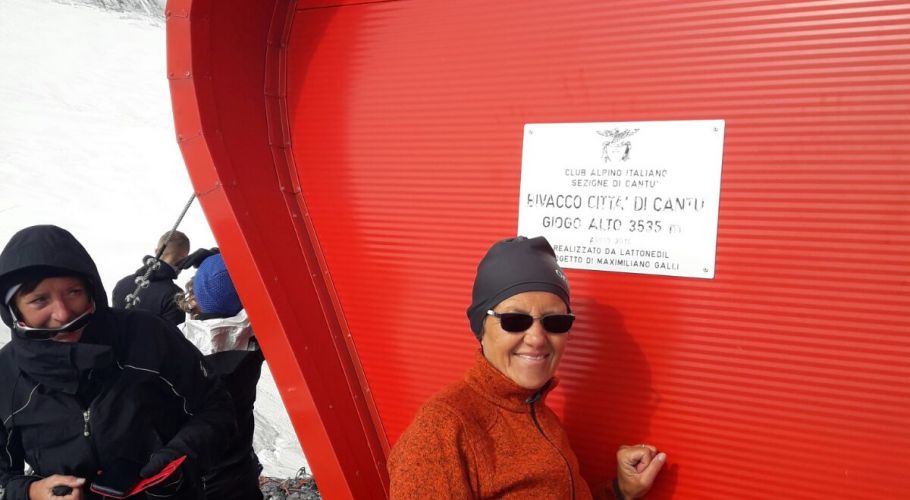 CLUB ALPINO ITALIANO
SEZIONE DI CANTU'
BIVACCO CITTA' DI CANTU'
GIOGO ALTO 3535 m
REALIZZATO DA LATTONEDIL
PROGETTO DI MAXIMILIANO GALLI